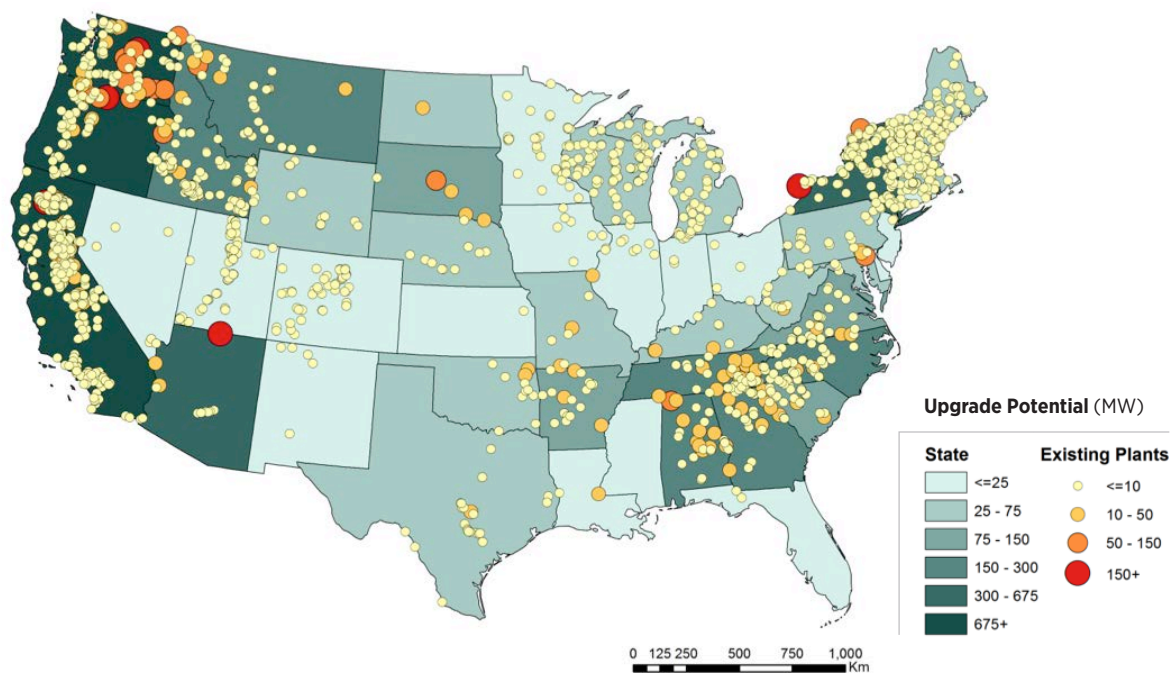 Upgrade Potential (MW)
State Existing Plants
<=25 <=10
25 - 75 10 - 50
75 - 150 50 - 150
150 - 300 150+
300 - 675
675+
0 125 250 500 750 1,000
Km